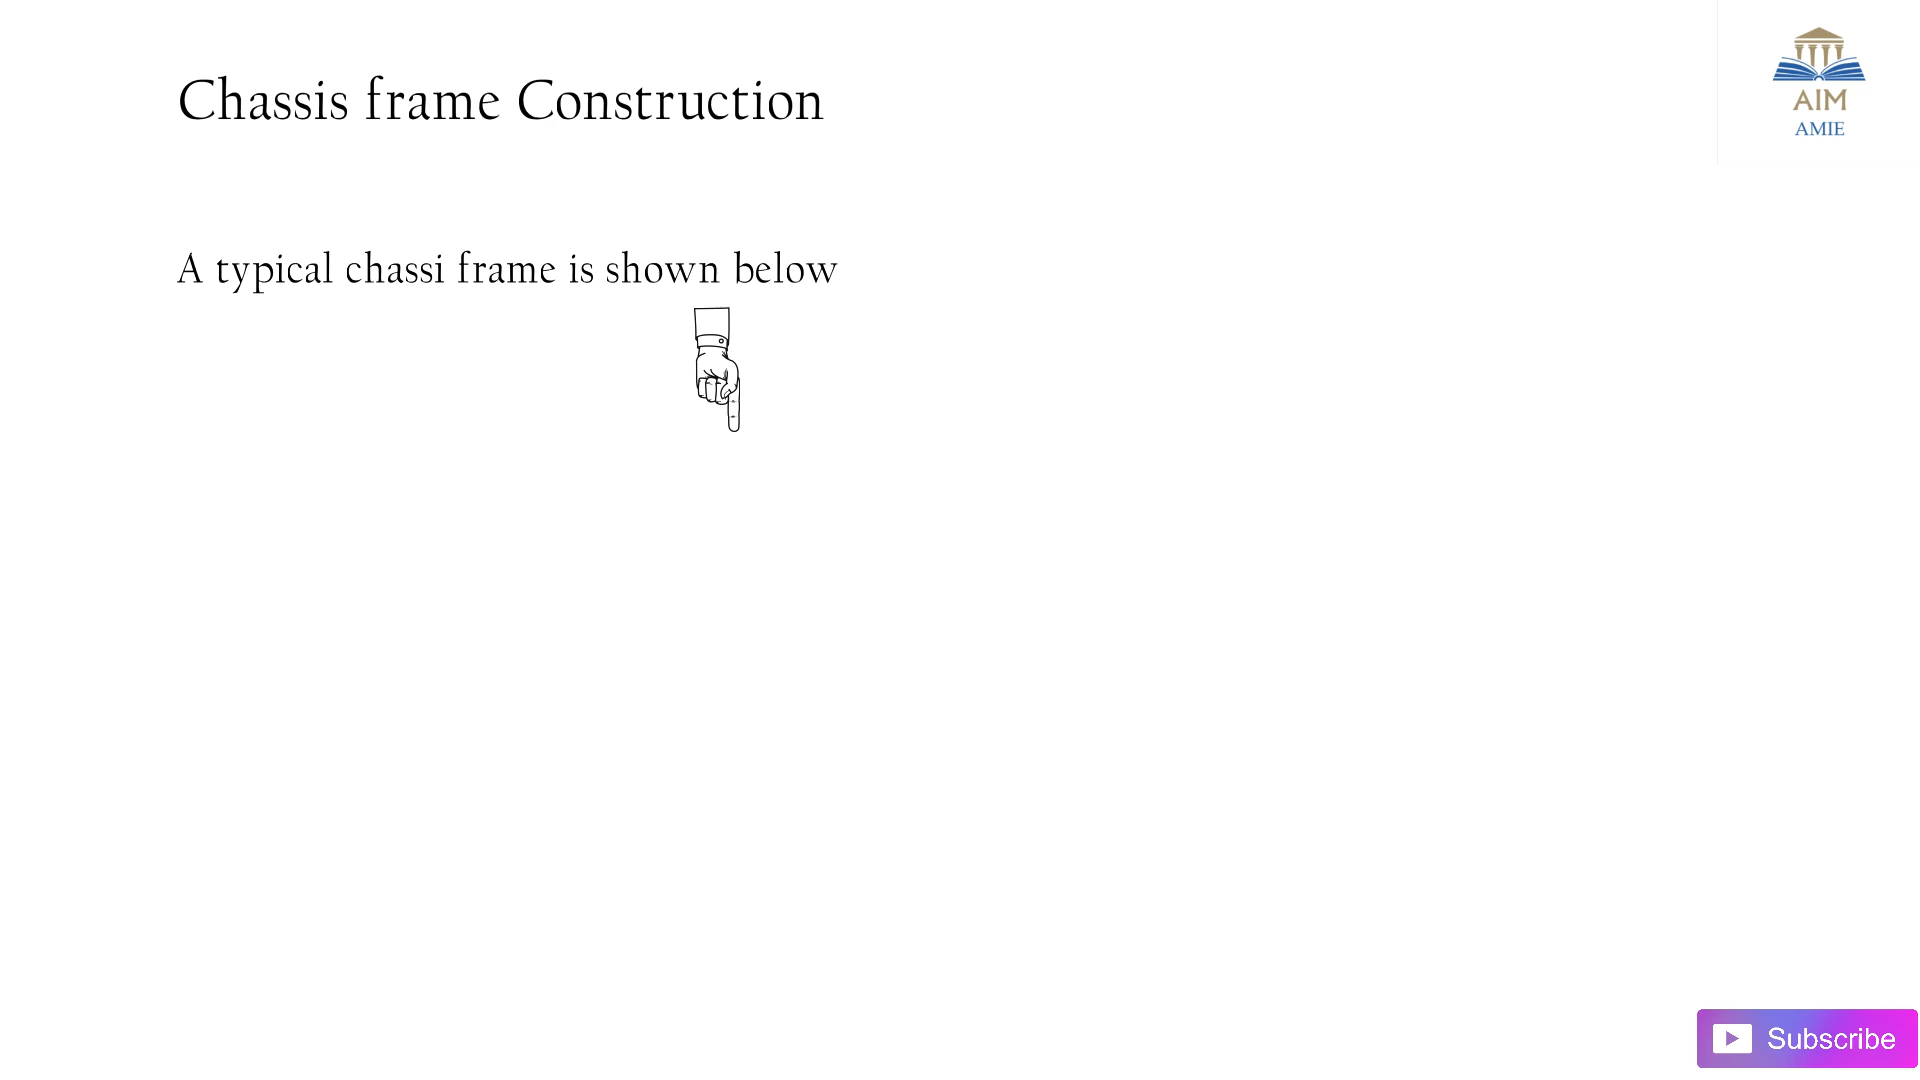 Chassis frame Construction
AIM
AMIE
A typical chassi frame is shown below
Subscribe